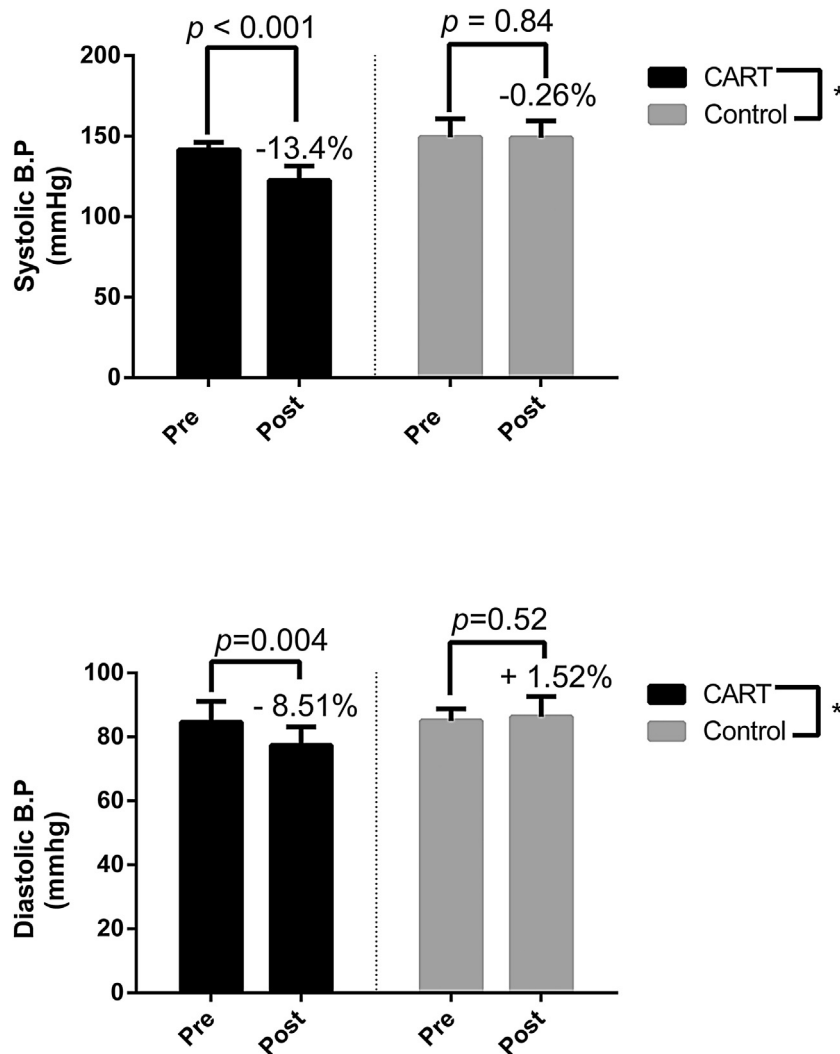 p < 0.001
p = 0.84
200
150
100
50
0
Systolic B.P
(mmHg)
-13.4%
-0.26%
CART
Control
*
Pre
Post
Pre
Post
p=0.004
p=0.52
100
80
60
40
20
0
Diastolic B.P
(mmhg)
- 8.51%
+ 1.52%
CART
Control
*
Pre
Post
Pre
Post